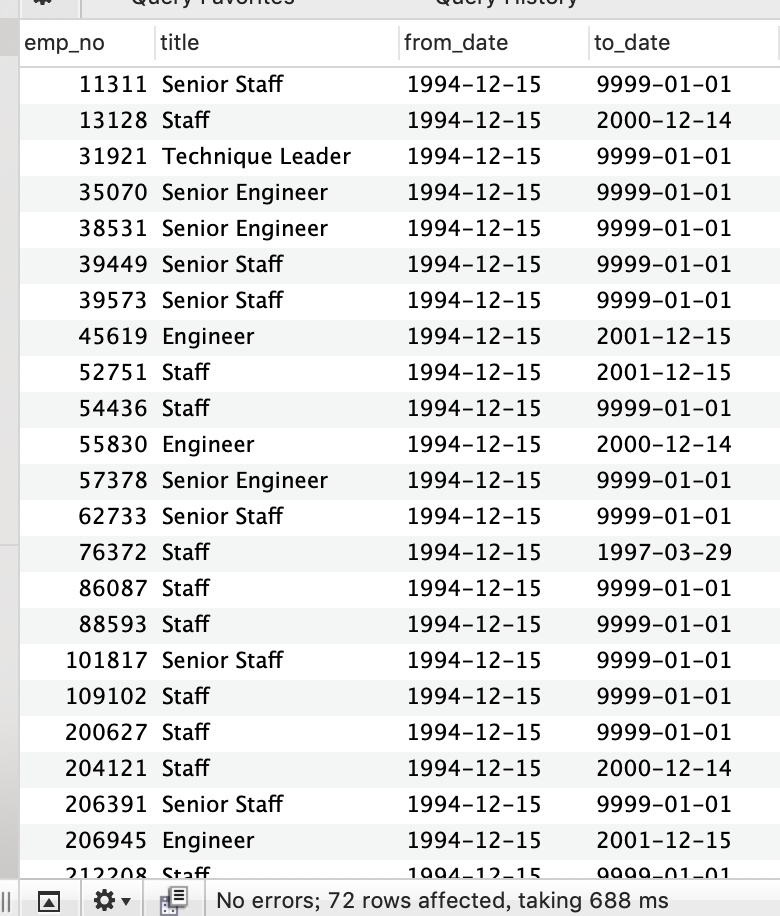 Query Favorites Query History
emp_no title from_date to_date
11311 Senior Staff 1994-12-15 9999-01-01
13128 Staff 1994-12-15 2000-12-14
31921 Technique Leader 1994-12-15 9999-01-01
35070 Senior Engineer 1994-12-15 9999-01-01
38531 Senior Engineer 1994-12-15 9999-01-01
39449 Senior Staff 1994-12-15 9999-01-01
39573 Senior Staff 1994-12-15 9999-01-01
45619 Engineer 1994-12-15 2001-12-15
52751 Staff 1994-12-15 2001-12-15
54436 Staff 1994-12-15 9999-01-01
55830 Engineer 1994-12-15 2000-12-14
57378 Senior Engineer 1994-12-15 9999-01-01
62733 Senior Staff 1994-12-15 9999-01-01
76372 Staff 1994-12-15 1997-03-29
86087 Staff 1994-12-15 9999-01-01
88593 Staff 1994-12-15 9999-01-01
101817 Senior Staff 1994-12-15 9999-01-01
109102 Staff 1994-12-15 9999-01-01
200627 Staff 1994-12-15 9999-01-01
204121 Staff 1994-12-15 2000-12-14
206391 Senior Staff 1994-12-15 9999-01-01
206945 Engineer 1994-12-15 2001-12-15
212208 Staff 1994-12-15 9999-01-01
No errors; 72 rows affected, taking 688 ms